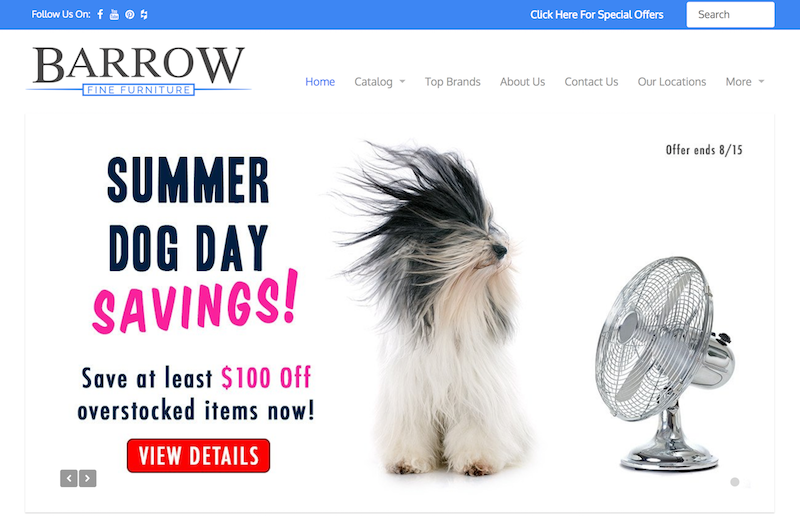 Follow Us On:
Click Here For Special Offers
Search
BARROW
FINE FURNITURE
Home
Catalog
Top Brands
About Us
Contact Us
Our Locations
More
Offer ends 8/15
SUMMER
DOG DAY
SAVINGS!
Save at least $100 Off
overstocked items now!
VIEW DETAILS